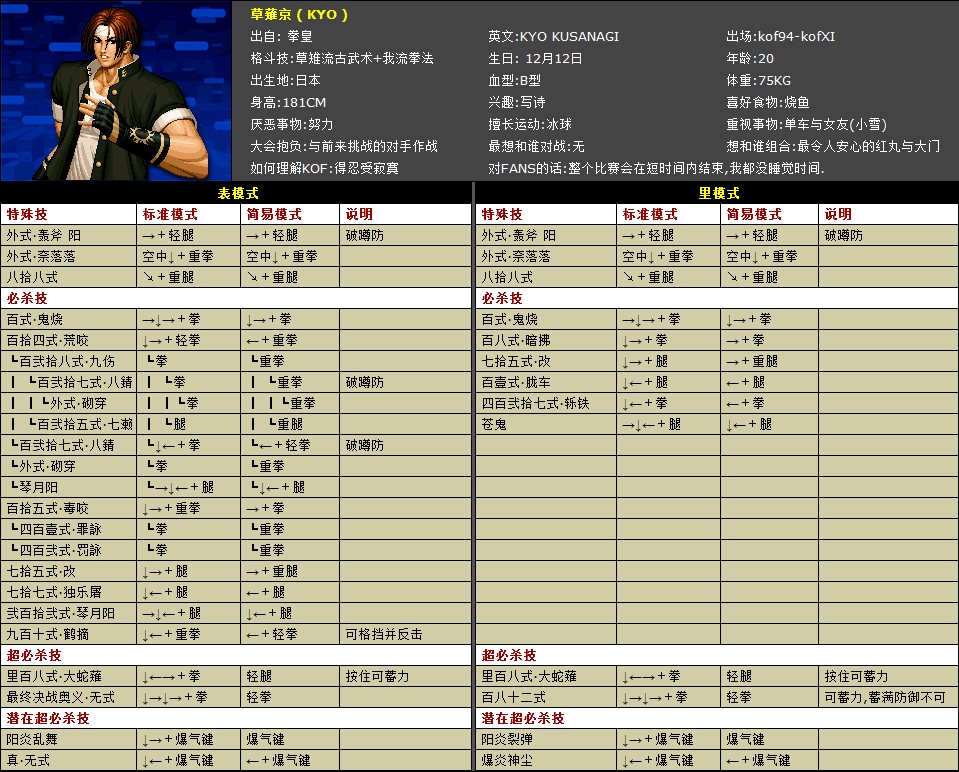 草薙京 ( KYO )
出自: 拳皇 英文:KYO KUSANAGI 出场:kof94-kofXI
格斗技:草雉流古武术+我流拳法 生日: 12月12日 年龄:20
出生地:日本 血型:B型 体重:75KG
身高:181CM 兴趣:写诗 喜好食物:烧鱼
厌恶事物:努力 擅长运动:冰球 重视事物:单车与女友(小雪)
大会抱负:与前来挑战的对手作战 最想和谁对战:无 想和谁组合:最令人安心的红丸与大门
如何理解KOF:得忍受寂寞 对FANS的话:整个比赛会在短时间内结束,我都没睡觉时间.
表模式 里模式
特殊技 标准模式 简易模式 说明 特殊技 标准模式 简易模式 说明
外式·轰斧 阳 →+轻腿 →+轻腿 破蹲防 外式·轰斧 阳 →+轻腿 →+轻腿 破蹲防
外式·奈落落 空中↓+重拳 空中↓+重拳 外式·奈落落 空中↓+重拳 空中↓+重拳
八拾八式 ↘+重腿 ↘+重腿 八拾八式 ↘+重腿 ↘+重腿
必杀技 必杀技
百式·鬼烧 →↓→+拳 ↓→+拳 百式·鬼烧 →↓→+拳 ↓→+拳
百拾四式·荒咬 ↓→+轻拳 ←+重拳 百八式·暗拂 ↓→+拳 →+拳
┗百弐拾八式·九伤 ┗拳 ┗重拳 七拾五式·改 ↓→+腿 →+重腿
┃ ┗百弐拾七式·八錆 ┃ ┗拳 ┃ ┗重拳 破蹲防 百壹式·胧车 ↓←+腿 ←+腿
┃ ┃ ┗外式·砌穿 ┃ ┃ ┗拳 ┃ ┃ ┗重拳 四百弐拾七式·轹铁 ↓←+拳 ←+拳
┃ ┗百弐拾五式·七濑 ┃ ┗腿 ┃ ┗重腿 苍鬼 →↓←+腿 ↓←+腿
┗百弐拾七式·八錆 ┗↓←+拳 ┗←+轻拳 破蹲防
┗外式·砌穿 ┗拳 ┗重拳
┗琴月阳 ┗→↓←+腿 ┗↓←+腿
百拾五式·毒咬 ↓→+重拳 →+拳
┗四百壹式·罪詠 ┗拳 ┗重拳
┗四百弐式·罚詠 ┗拳 ┗重拳
七拾五式·改 ↓→+腿 →+重腿
七拾七式·独乐屠 ↓←+腿 ←+腿
弐百拾弐式·琴月阳 →↓←+腿 ↓←+腿
九百十式·鹤摘 ↓←+重拳 ←+轻拳 可格挡并反击
超必杀技 超必杀技
里百八式·大蛇薙 ↓←→+拳 轻腿 按住可蓄力 里百八式·大蛇薙 ↓←→+拳 轻腿 按住可蓄力
最终决战奥义·无式 ↓→↓→+拳 轻拳 百八十二式 ↓→↓→+拳 轻拳 可蓄力,蓄满防御不可
潜在超必杀技 潜在超必杀技
阳炎乱舞 ↓→+爆气键 爆气键 阳炎裂弹 ↓→+爆气键 爆气键
真·无式 ↓←+爆气键 ←+爆气键 爆炎神尘 ↓←+爆气键 ←+爆气键